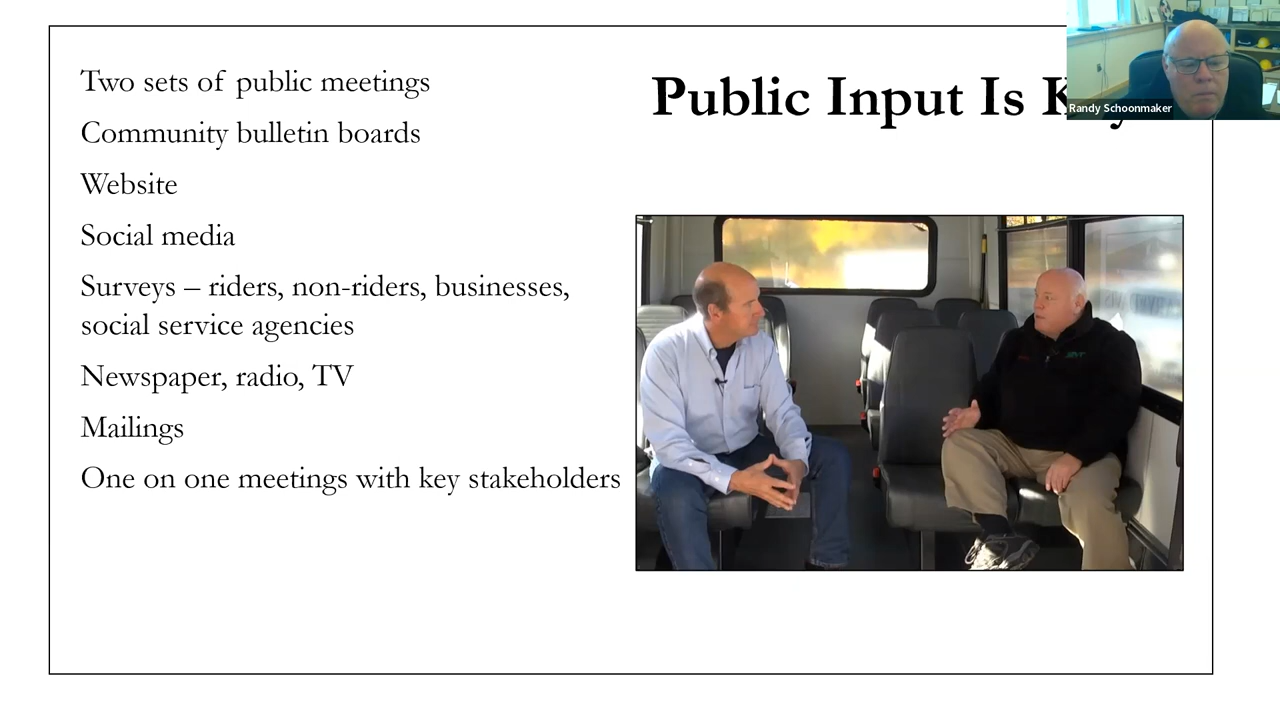 Two sets of public meetings
Community bulletin boards
Website
Social media
Surveys – riders, non-riders, businesses,
social service agencies
Newspaper, radio, TV
Mailings
One on one meetings with key stakeholders
Public Input Is
Randy Schoonmaker